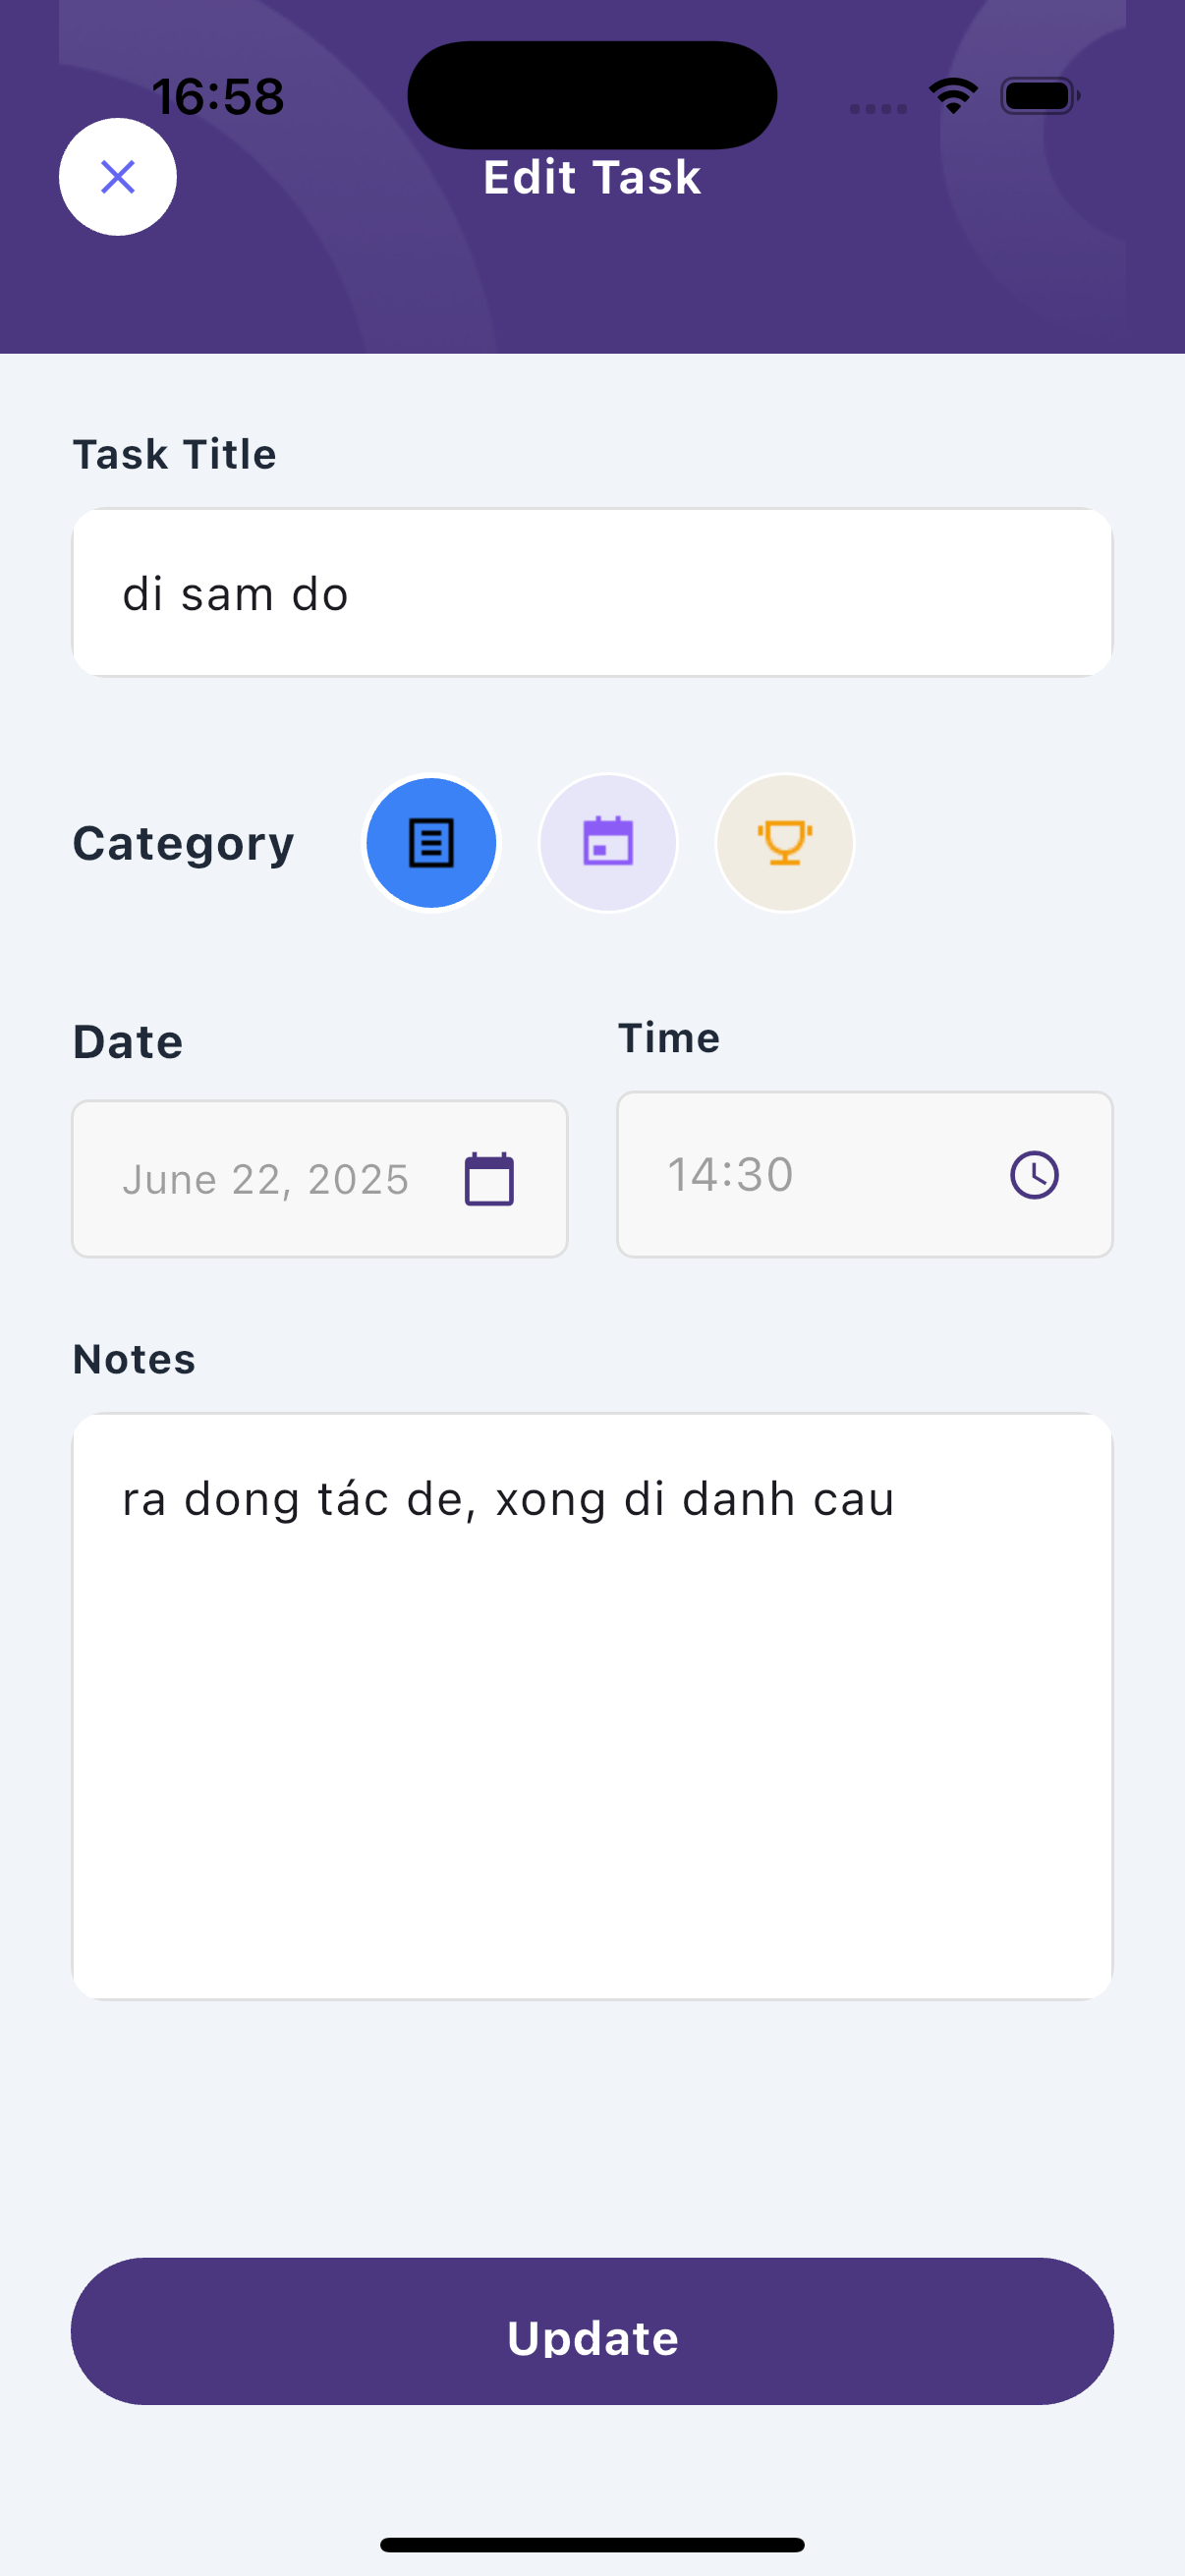 16:58
Edit Task
Task Title
di sam do
Category
Date
Time
June 22, 2025
14:30
Notes
ra dong tác de, xong di danh cau
Update